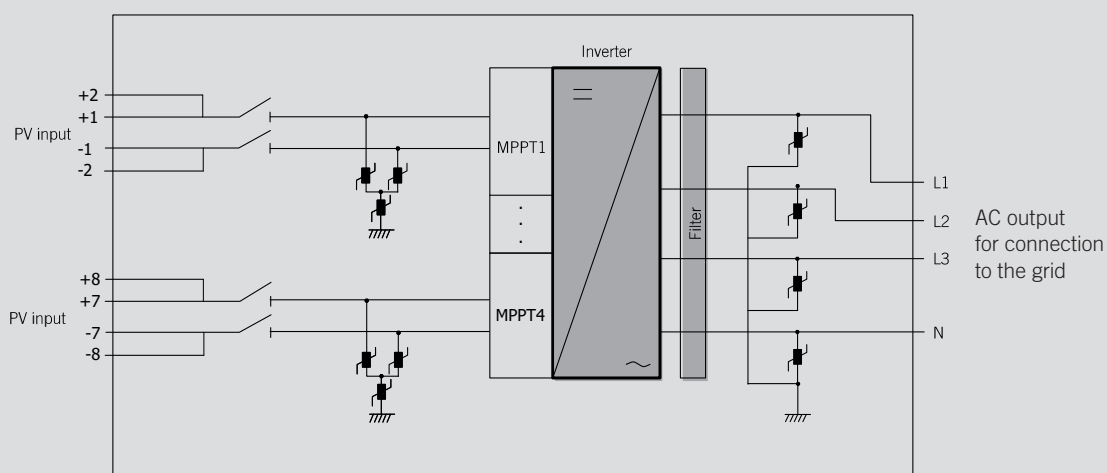 Inverter
+2
+1
PV input
-1
-2
MPPT1
.
.
.
+8
+7
PV input
-7
-8
MPPT4
Filter
L1
L2
L3
N
AC output
for connection
to the grid